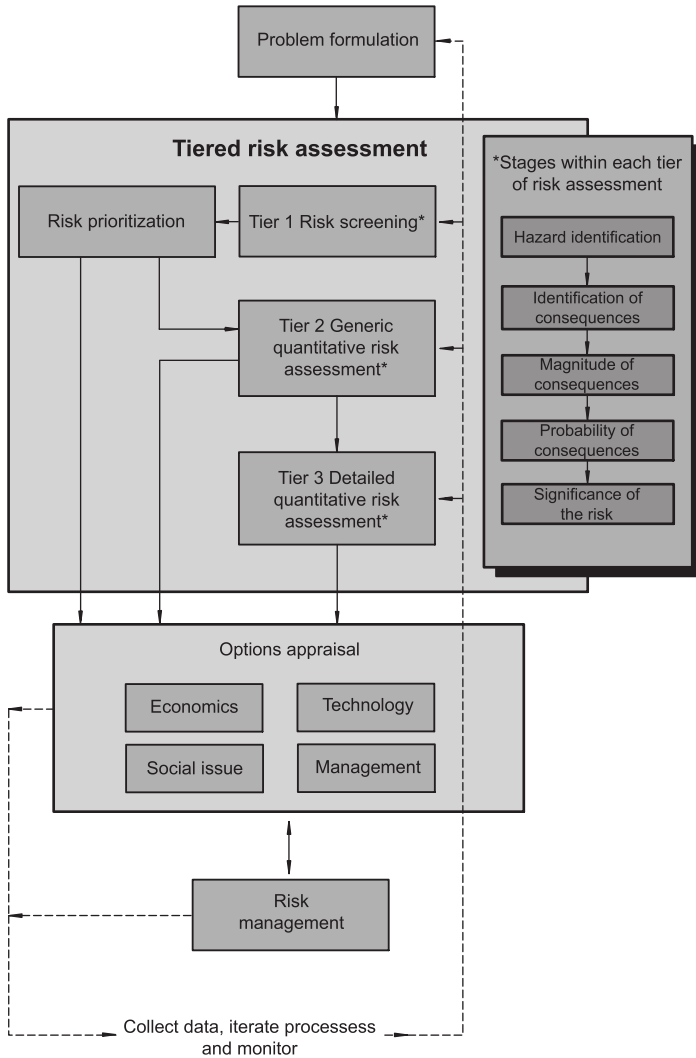 Problem formulation
Tiered risk assessment
Risk prioritization
Tier 1 Risk screening*
Tier 2 Generic
quantitative risk
assessment*
Tier 3 Detailed
quantitative risk
assessment*
*Stages within each tier
of risk assessment
Hazard identification
Identification of
consequences
Magnitude of
consequences
Probability of
consequences
Significance of
the risk
Options appraisal
Economics
Technology
Social issue
Management
Risk
management
Collect data, iterate processess
and monitor